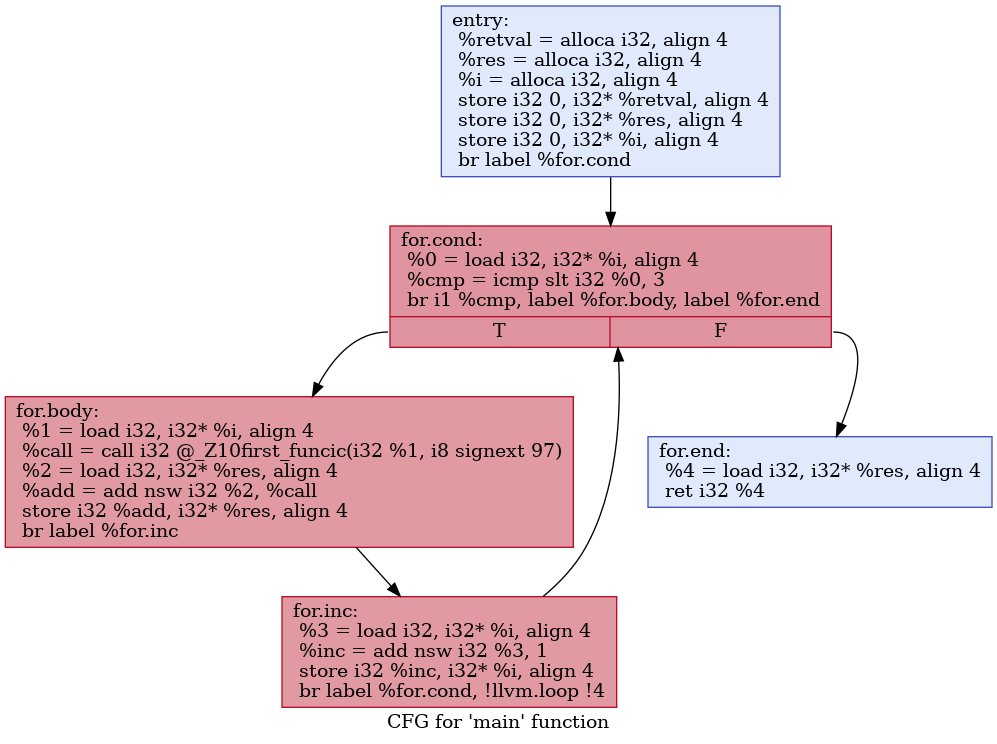 entry:
%retval = alloca i32, align 4
%res = alloca i32, align 4
%i = alloca i32, align 4
store i32 0, i32* %retval, align 4
store i32 0, i32* %res, align 4
store i32 0, i32* %i, align 4
br label %for.cond
for.cond:
%0 = load i32, i32* %i, align 4
%cmp = icmp slt i32 %0, 3
br i1 %cmp, label %for.body, label %for.end
T
F
for.body:
%1 = load i32, i32* %i, align 4
%call = call i32 @_Z10first_funcic(i32 %1, i8 signext 97)
%2 = load i32, i32* %res, align 4
%add = add nsw i32 %2, %call
store i32 %add, i32* %res, align 4
br label %for.inc
for.end:
%4 = load i32, i32* %res, align 4
ret i32 %4
for.inc:
%3 = load i32, i32* %i, align 4
%inc = add nsw i32 %3, 1
store i32 %inc, i32* %i, align 4
br label %for.cond, !llvm.loop !4
CFG for 'main' function